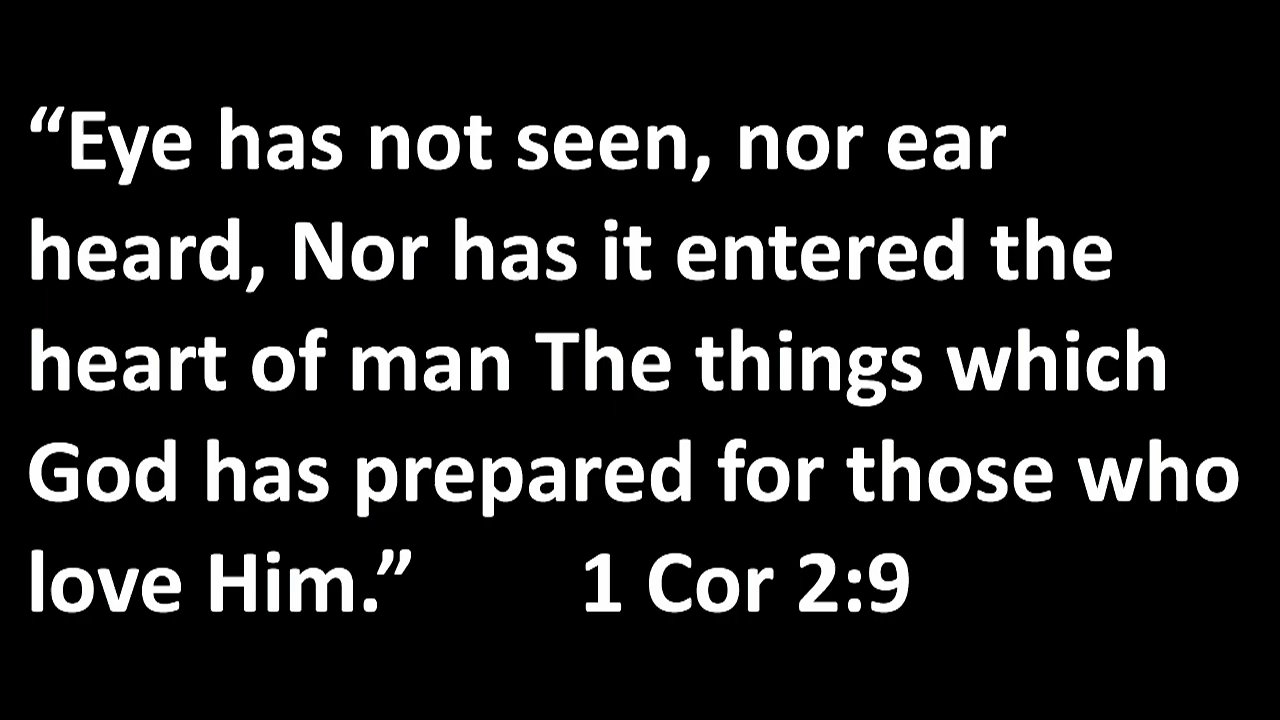 “Eye has not seen, nor ear
heard, Nor has it entered the
heart of man The things which
God has prepared for those who
love Him.” 1 Cor 2:9